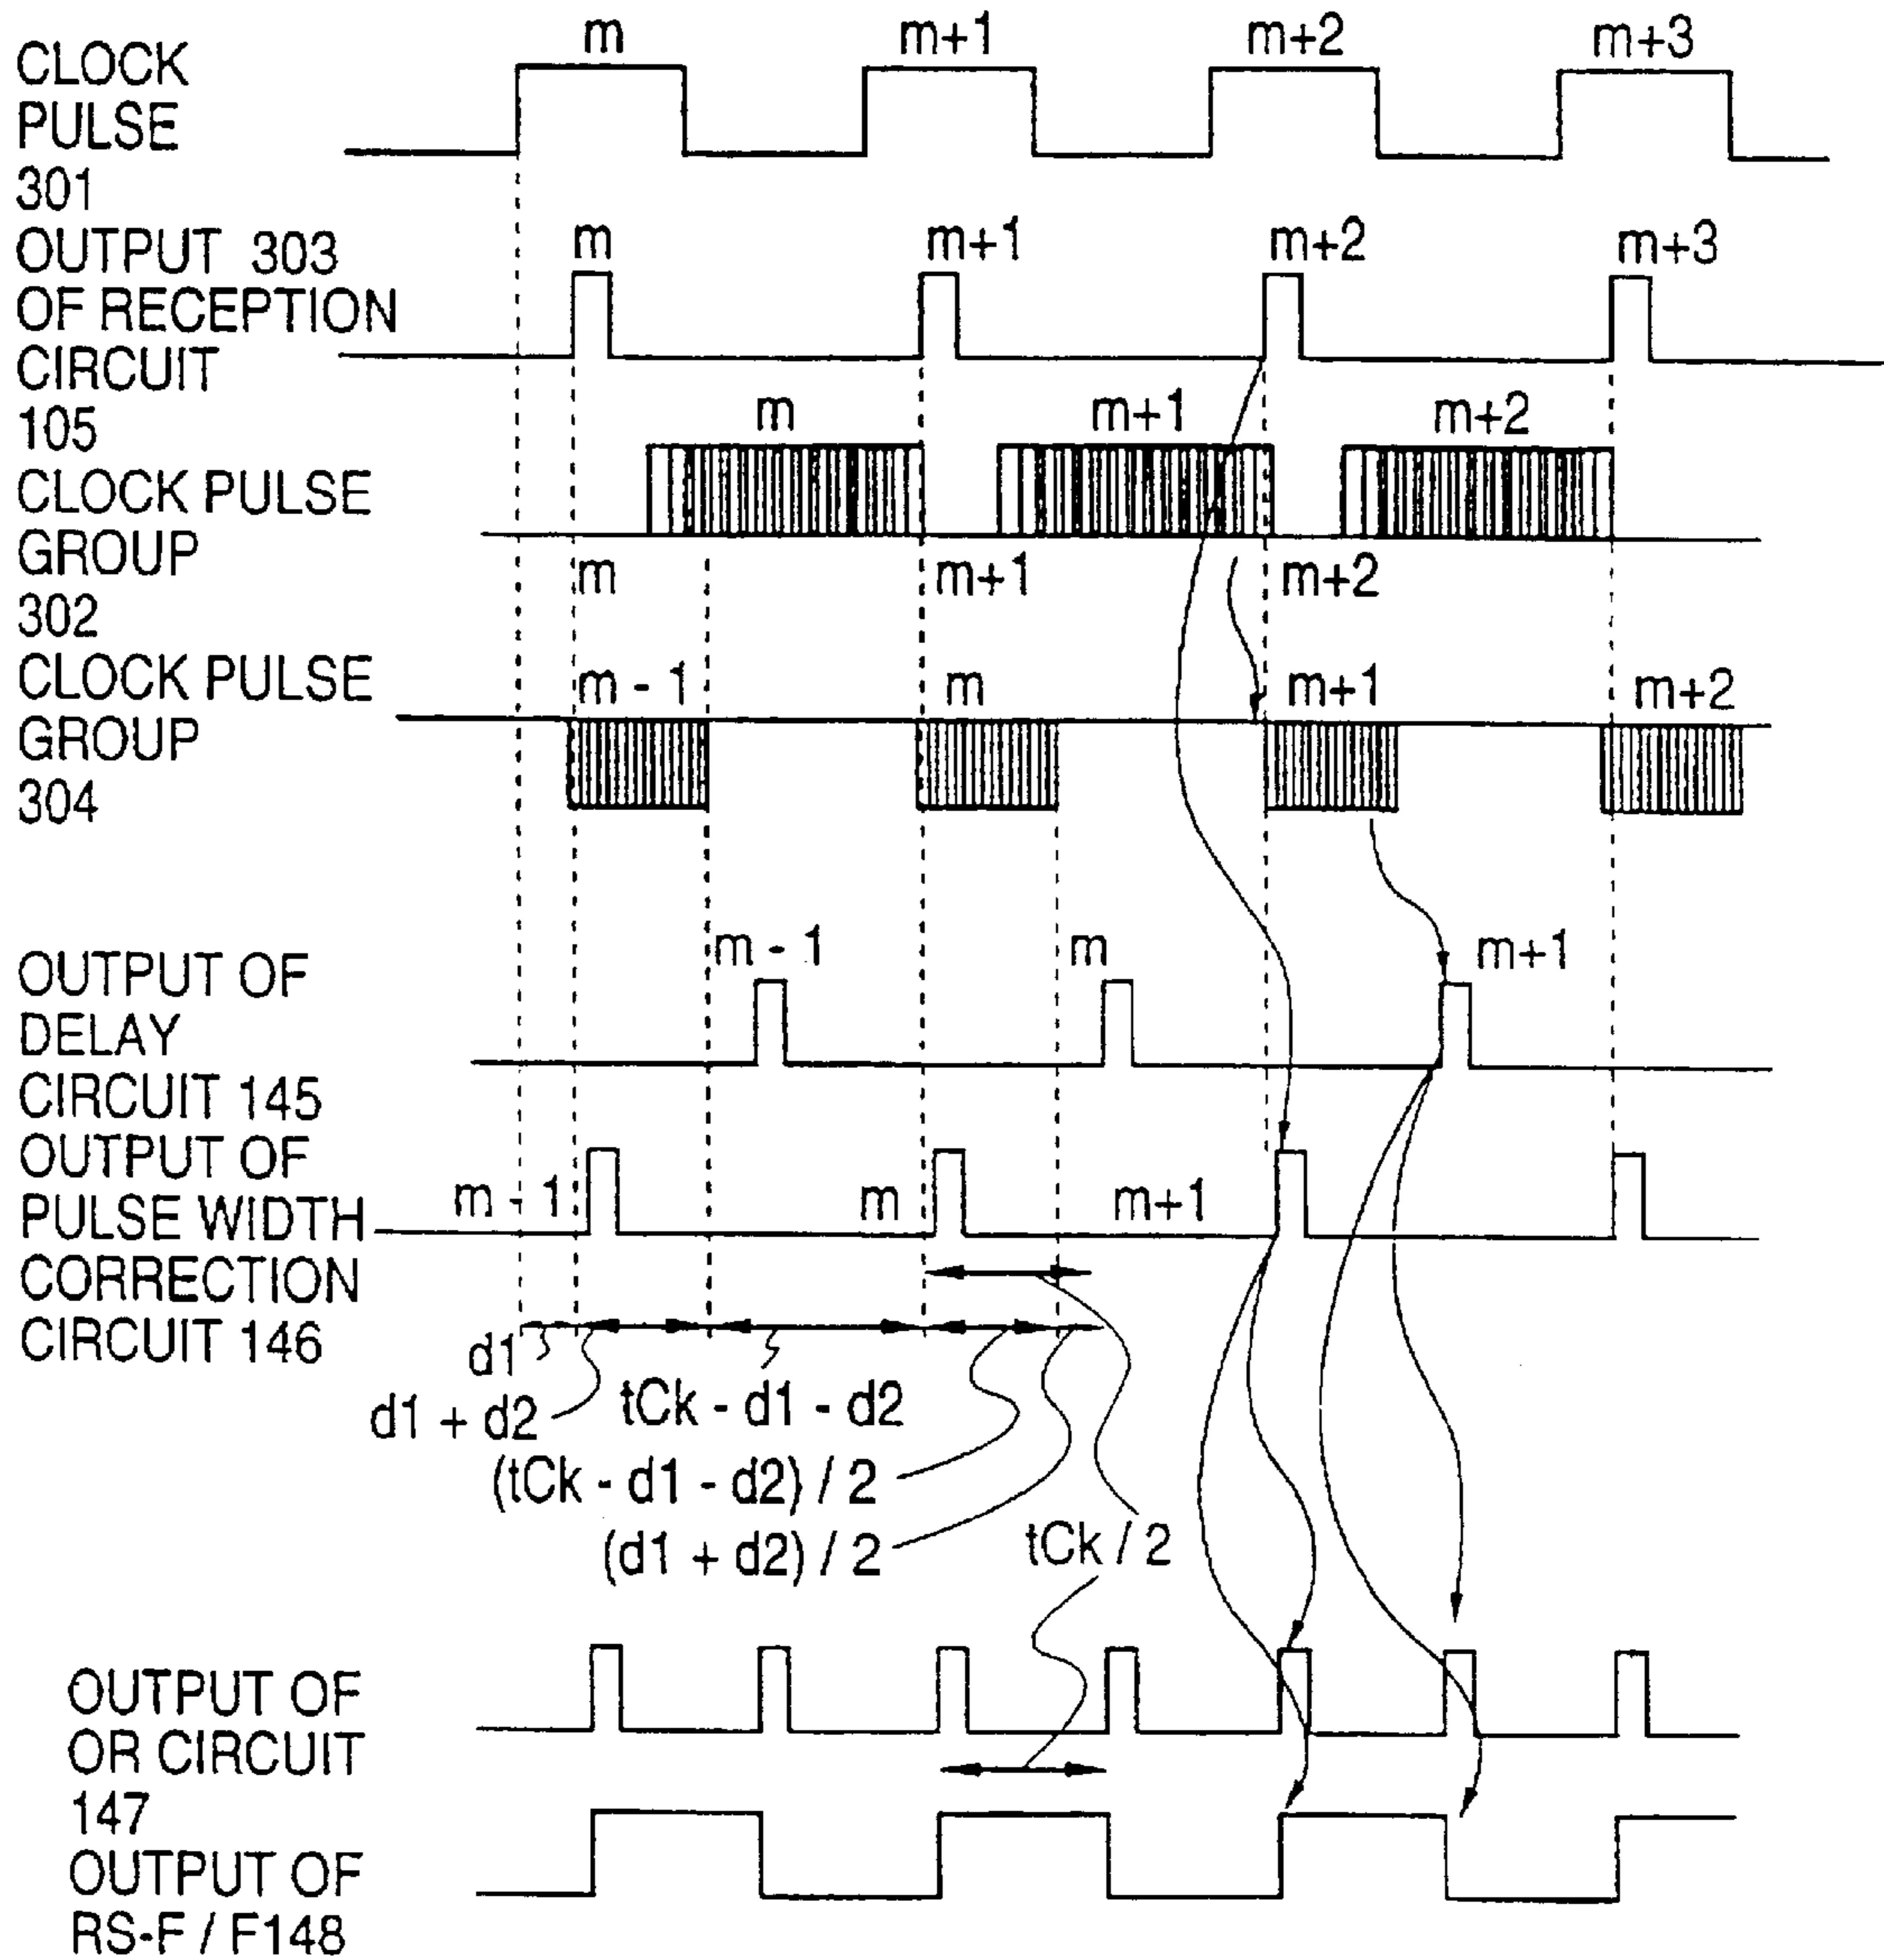 m m+1 m+2 m+3
CLOCK
PULSE
301
OUTPUT 303
OF RECEPTION
CIRCUIT
105
m m+1 m+2 m+3
m m+1 m+2
CLOCK PULSE
GROUP
302
m m+1 m+2
CLOCK PULSE
GROUP
304
m - 1 m m+1 m+2
m - 1 m m+1
OUTPUT OF
DELAY
CIRCUIT 145
OUTPUT OF
PULSE WIDTH
CORRECTION
CIRCUIT 146
m - 1 m m+1
d1
d1 + d2
tCk - d1 - d2
(tCk - d1 - d2) / 2
(d1 + d2) / 2
tCk / 2
OUTPUT OF
OR CIRCUIT
147
OUTPUT OF
RS-F / F148